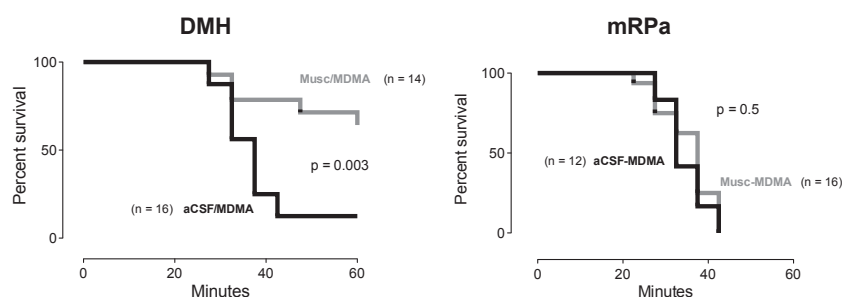 DMH
Percent survival
100
50
0
0
20
40
60
Minutes
Musc/MDMA (n = 14)
p = 0.003
(n = 16) aCSF/MDMA
mRPa
Percent survival
100
50
0
0
20
40
60
Minutes
p = 0.5
(n = 12) aCSF-MDMA
Musc-MDMA (n = 16)